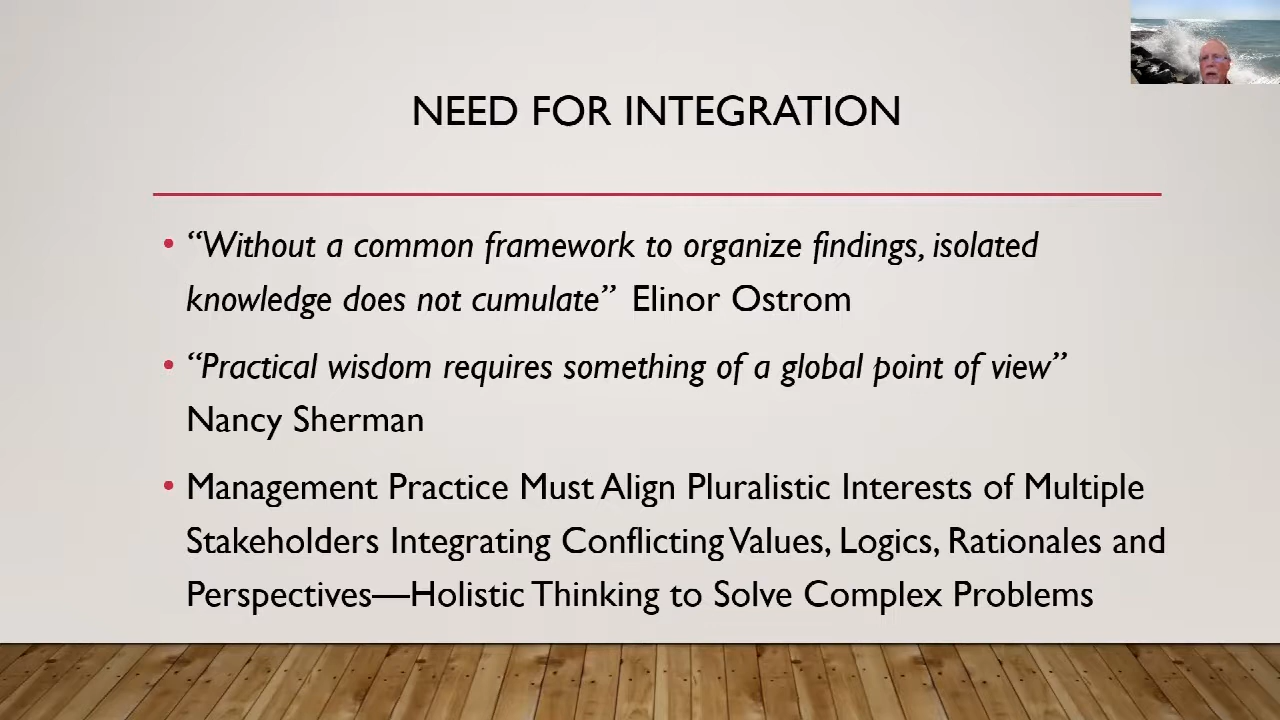 NEED FOR INTEGRATION
• “Without a common framework to organize findings, isolated
knowledge does not cumulate” Elinor Ostrom
• “Practical wisdom requires something of a global point of view”
Nancy Sherman
• Management Practice Must Align Pluralistic Interests of Multiple
Stakeholders Integrating Conflicting Values, Logics, Rationales and
Perspectives—Holistic Thinking to Solve Complex Problems